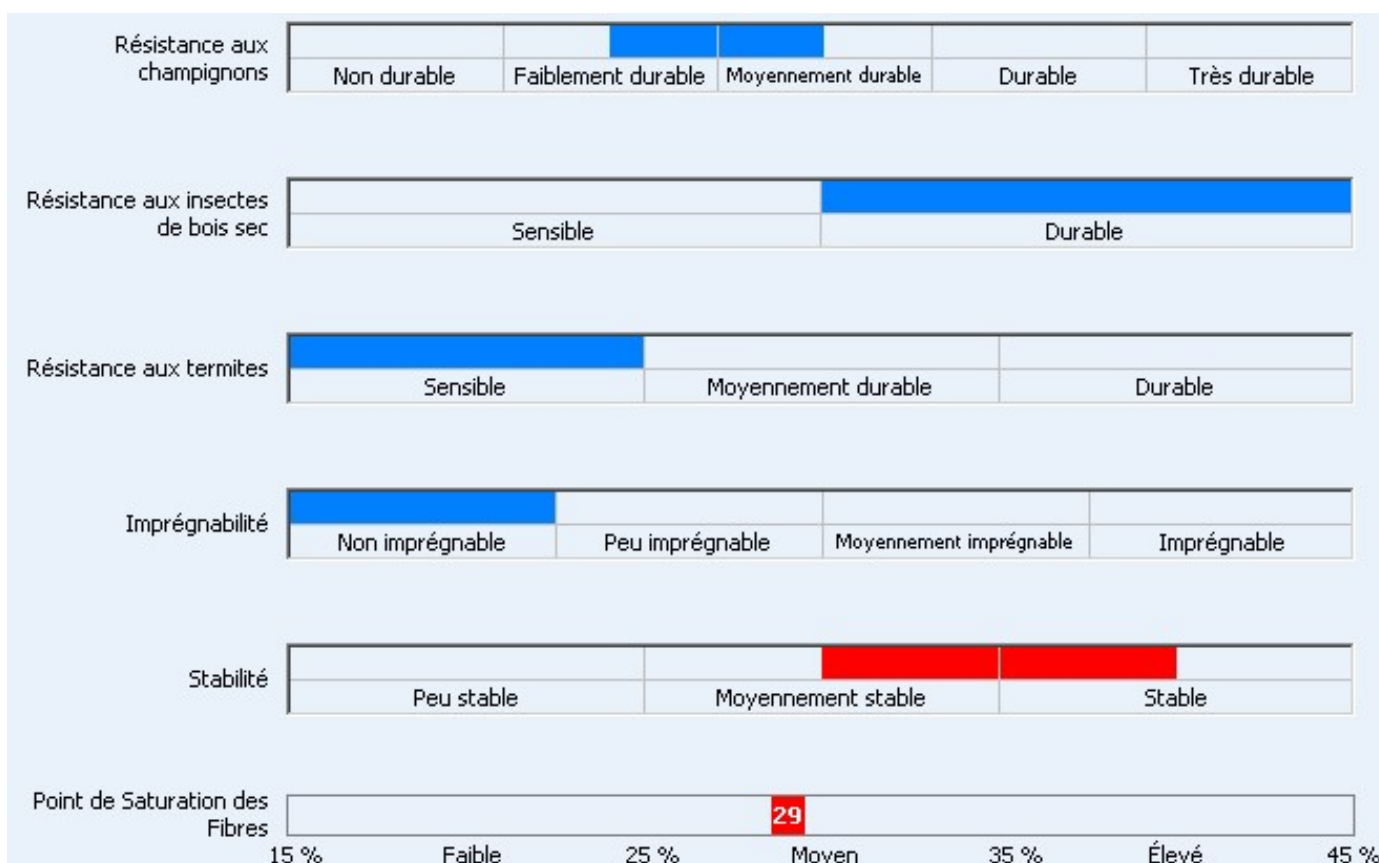 Résistance aux
champignons
Non durable Faiblement durable Moyennement durable Durable Très durable
Résistance aux insectes
de bois sec
Sensible Durable
Résistance aux termites
Sensible Moyennement durable Durable
Imprégnabilité
Non imprégnable Peu imprégnable Moyennement imprégnable Imprégnable
Stabilité
Peu stable Moyennement stable Stable
Point de Saturation des
Fibres
29
15 % Faible 25 % Moyen 35 % Élevé 45 %